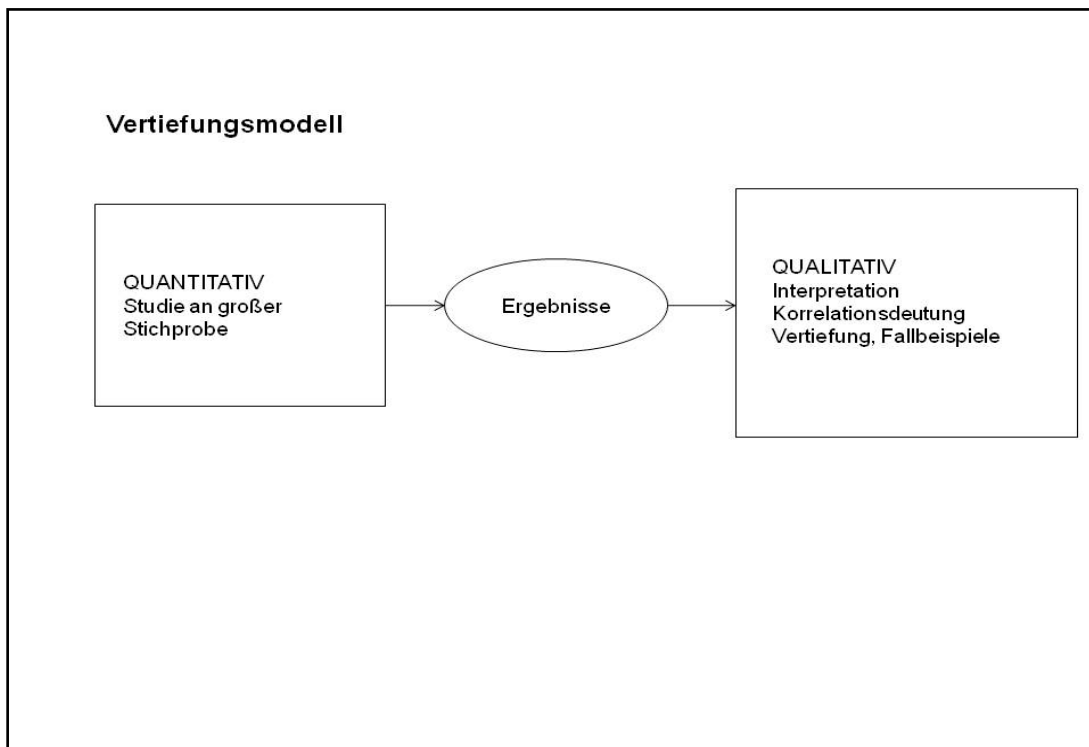 Vertiefungsmodell
QUANTITATIV
Studie an großer
Stichprobe
Ergebnisse
QUALITATIV
Interpretation
Korrelationsdeutung
Vertiefung, Fallbeispiele